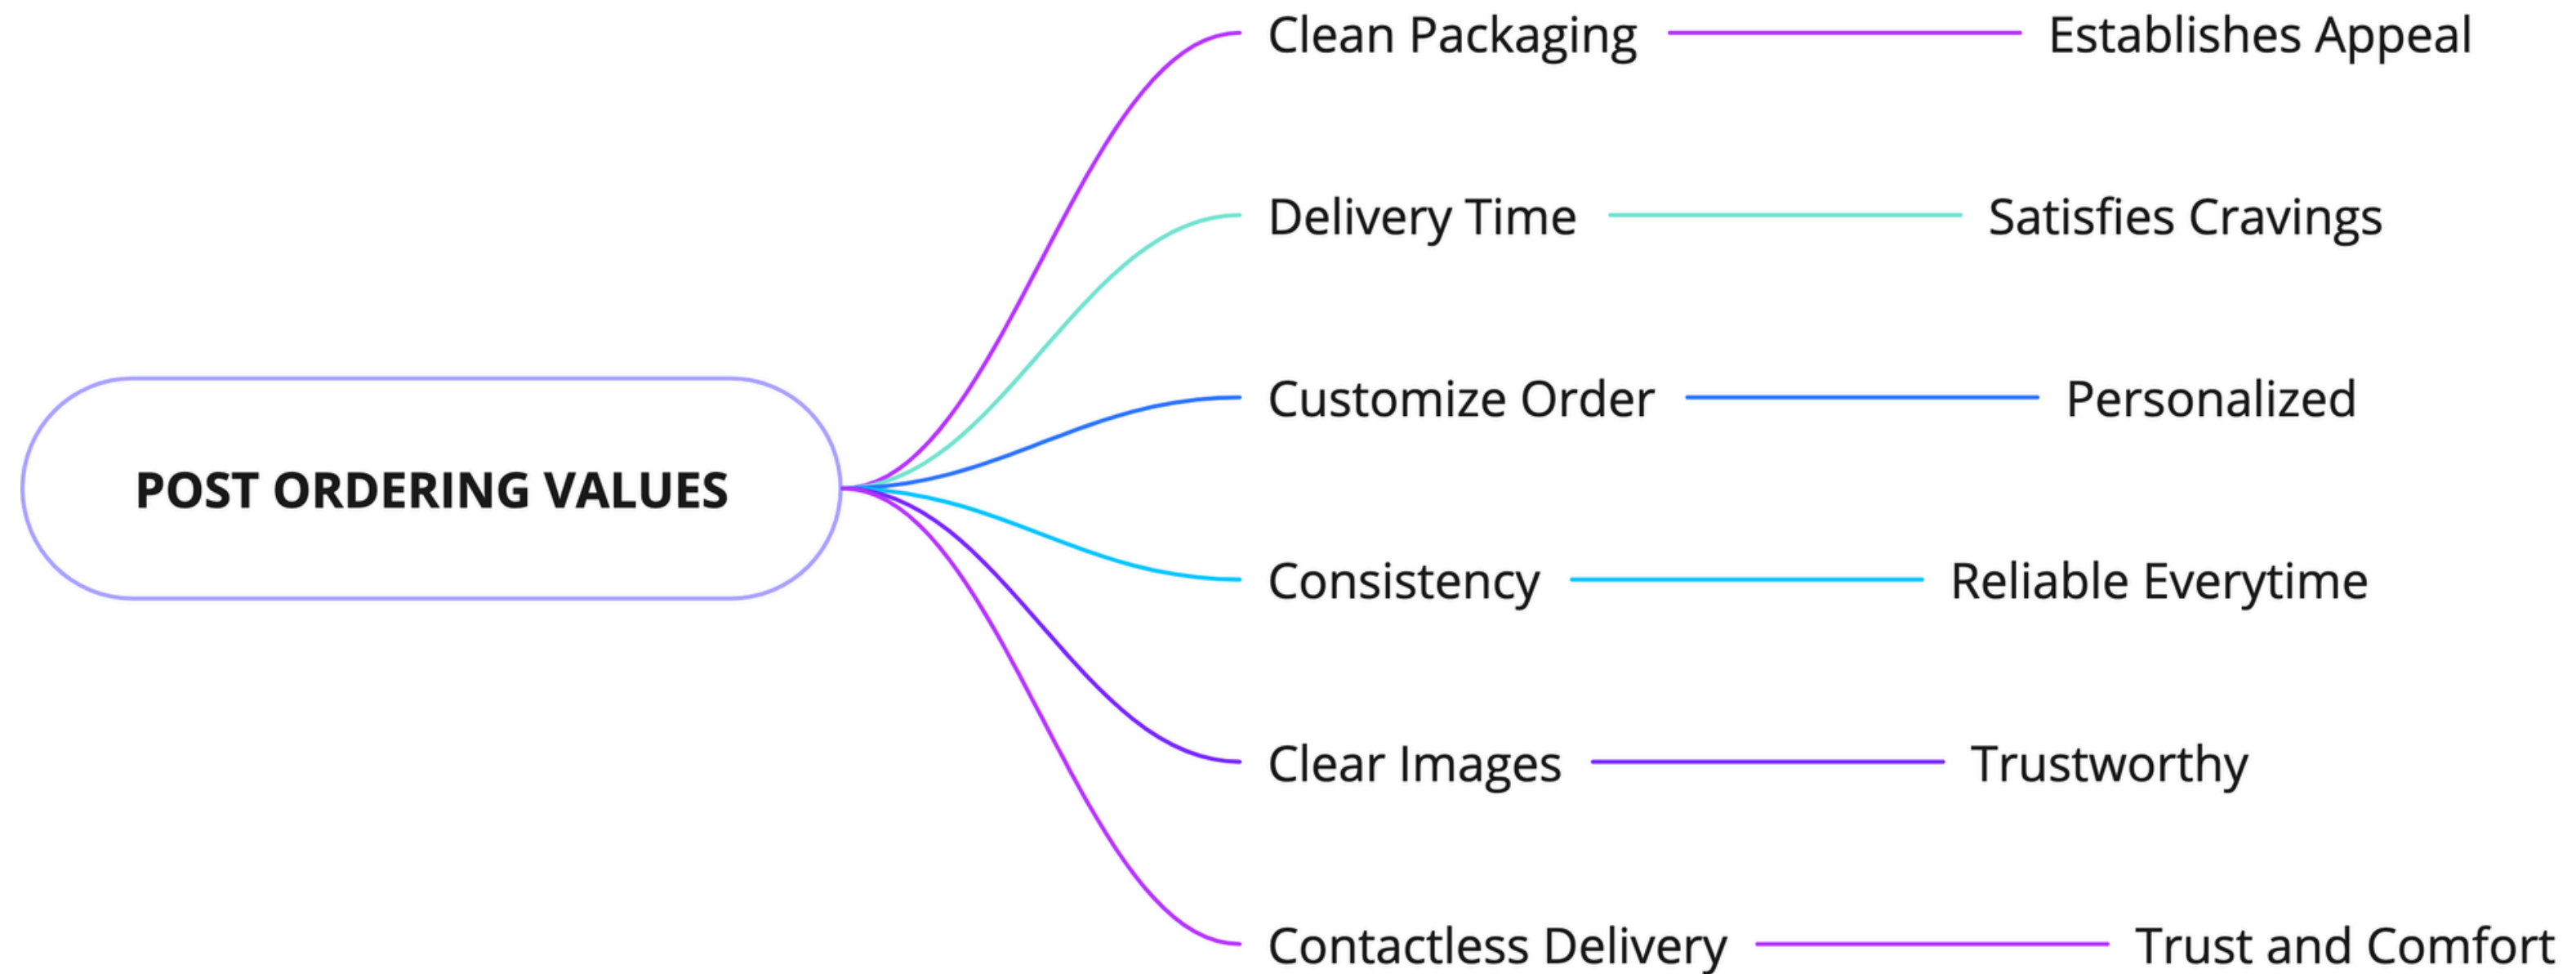 Clean Packaging Establishes Appeal
Delivery Time Satisfies Cravings
Customize Order Personalized
POST ORDERING VALUES
Consistency Reliable Everytime
Clear Images Trustworthy
Contactless Delivery Trust and Comfort